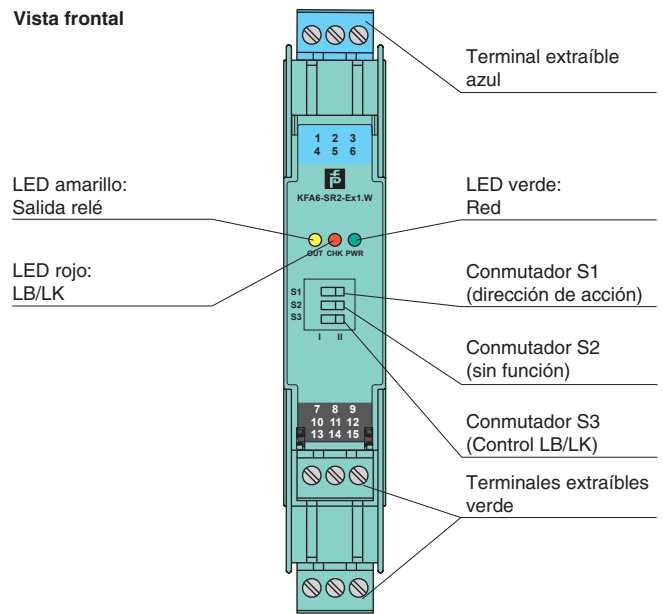 Vista frontal
Terminal extraíble
azul
1 2 3
4 5 6
KFA6-SR2-Ex1.W
LED amarillo:
Salida relé
LED verde:
Red
OUT CHK PWR
LED rojo:
LB/LK
Conmutador S1
(dirección de acción)
S1
S2
S3
I II
Conmutador S2
(sin función)
Conmutador S3
(Control LB/LK)
7 8 9
10 11 12
13 14 15
Terminales extraíbles
verde